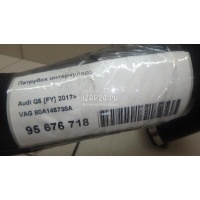 Патрубок интеркулера
Audi Q5 [FY] 2017>
VAG 80A145738A
95 676 718